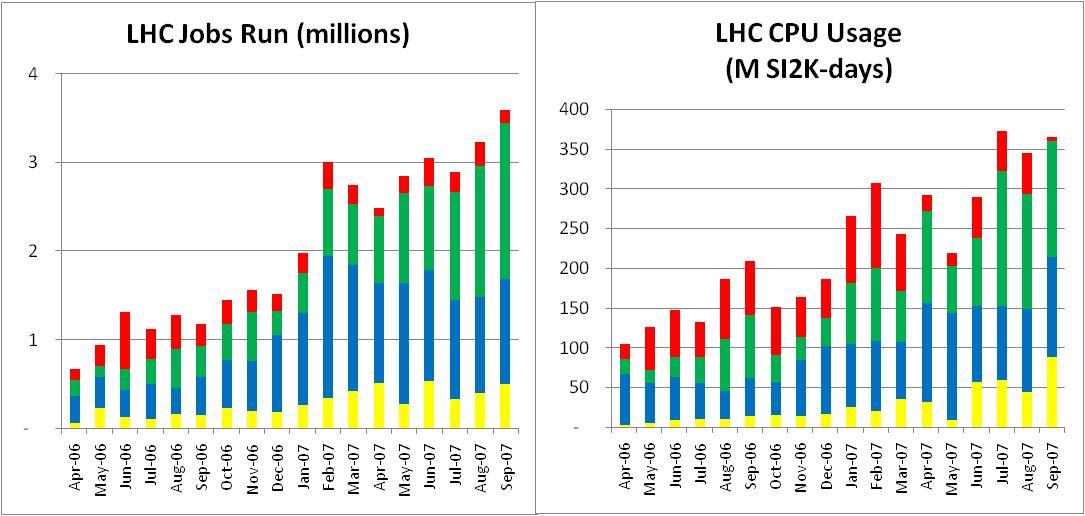 LHC Jobs Run (millions)
4
3
2
1
-
Apr-06
May-06
Jun-06
Jul-06
Aug-06
Sep-06
Oct-06
Nov-06
Dec-06
Jan-07
Feb-07
Mar-07
Apr-07
May-07
Jun-07
Jul-07
Aug-07
Sep-07
LHC CPU Usage
(M SI2K-days)
400
350
300
250
200
150
100
50
-
Apr-06
May-06
Jun-06
Jul-06
Aug-06
Sep-06
Oct-06
Nov-06
Dec-06
Jan-07
Feb-07
Mar-07
Apr-07
May-07
Jun-07
Jul-07
Aug-07
Sep-07